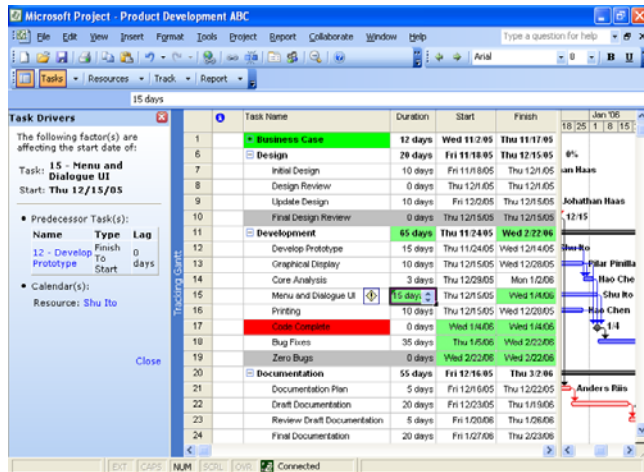 Microsoft Project - Product Development ABC
File Edit View Insert Format Tools Project Report Collaborate Window Help Type a question for help
Arial 8 B U
Tasks Resources Track Report
15 days
Task Drivers
The following factor(s) are
affecting the start date of:
Task: 15 - Menu and
Dialogue UI
Start: Thu 12/15/05
Predecessor Task(s):
Name Type Lag
12 - Develop Prototype Finish To Start 0 days
Calendar(s):
Resource: Shu Ito
Close
Tracking Gantt
Task Name Duration Start Finish Jan '06
18 25 1 8 15
1 Business Case 12 days Wed 11/2/05 Thu 11/17/05
6 Design 20 days Fri 11/18/05 Thu 12/15/05 0%
7 Initial Design 10 days Fri 11/18/05 Thu 12/1/05 an Haas
8 Design Review 0 days Thu 12/1/05 Thu 12/1/05
9 Update Design 10 days Fri 12/2/05 Thu 12/15/05 Johathan Haas
10 Final Design Review 0 days Thu 12/15/05 Thu 12/15/05 12/15
11 Development 65 days Thu 11/24/05 Wed 2/22/06
12 Develop Prototype 15 days Thu 11/24/05 Wed 12/14/05 Shu Ito
13 Graphical Display 10 days Thu 12/15/05 Wed 12/28/05 Pilar Pinilla
14 Core Analysis 3 days Thu 12/29/05 Mon 1/2/06 Hao Che
15 Menu and Dialogue UI 15 days Thu 12/15/05 Wed 1/4/06 Shu Ito
16 Printing 10 days Thu 12/15/05 Wed 12/28/05 Hao Chen
17 Code Complete 0 days Wed 1/4/06 Wed 1/4/06 1/4
18 Bug Fixes 35 days Thu 1/5/06 Wed 2/22/06
19 Zero Bugs 0 days Wed 2/22/06 Wed 2/22/06
20 Documentation 55 days Fri 12/16/05 Thu 3/2/06
21 Documentation Plan 5 days Fri 12/16/05 Thu 12/22/05 Anders Riis
22 Draft Documentation 20 days Fri 12/23/05 Thu 1/19/06
23 Review Draft Documentation 5 days Fri 1/20/06 Thu 1/26/06
24 Final Documentation 20 days Fri 1/27/06 Thu 2/23/06
EXT CAPS NUM SCRL OVR Connected